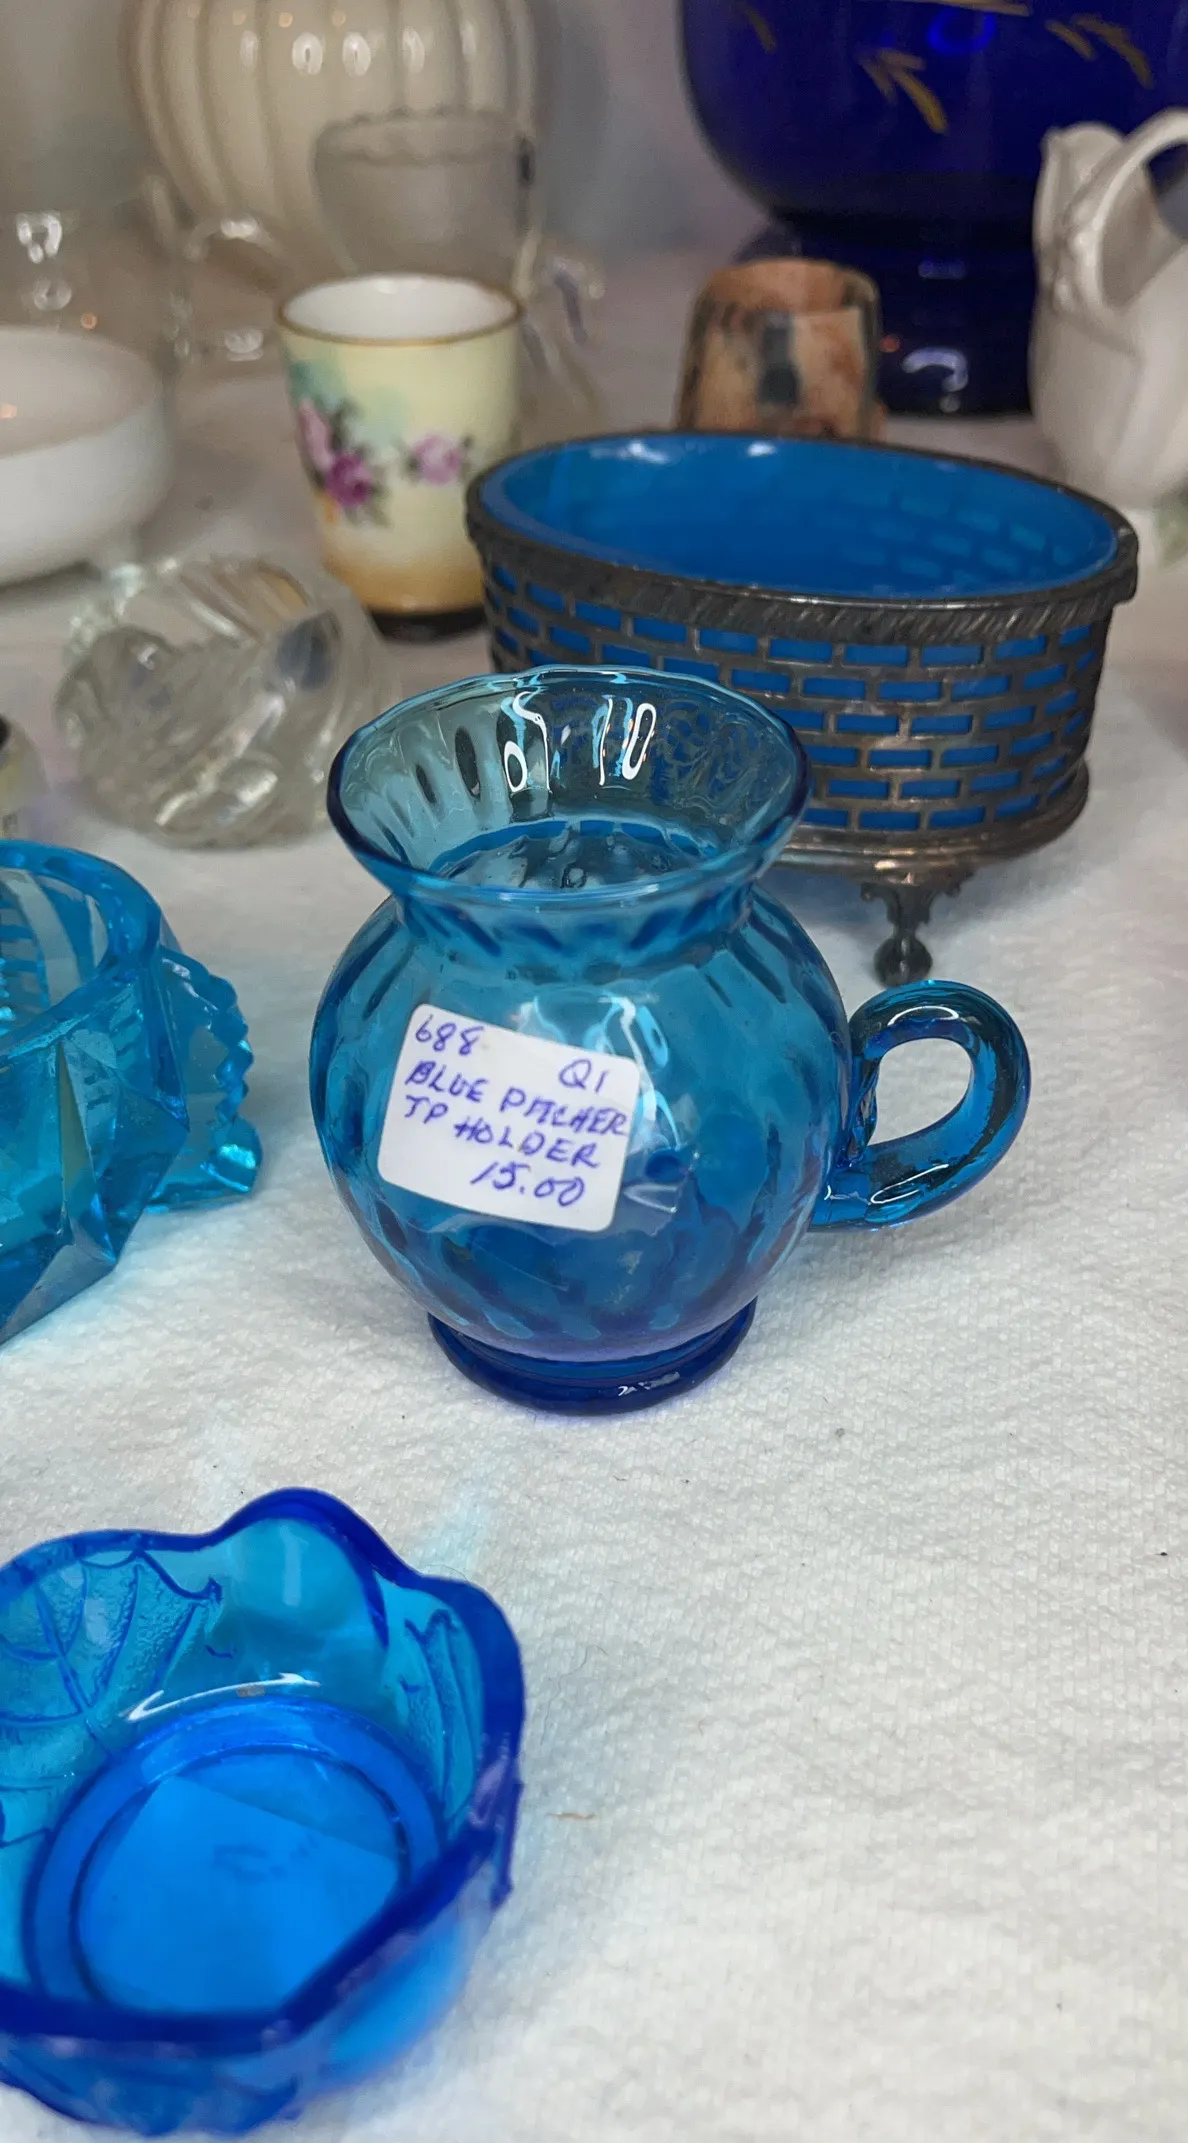 688
Q1
BLUE PITCHER
TP HOLDER
15.00